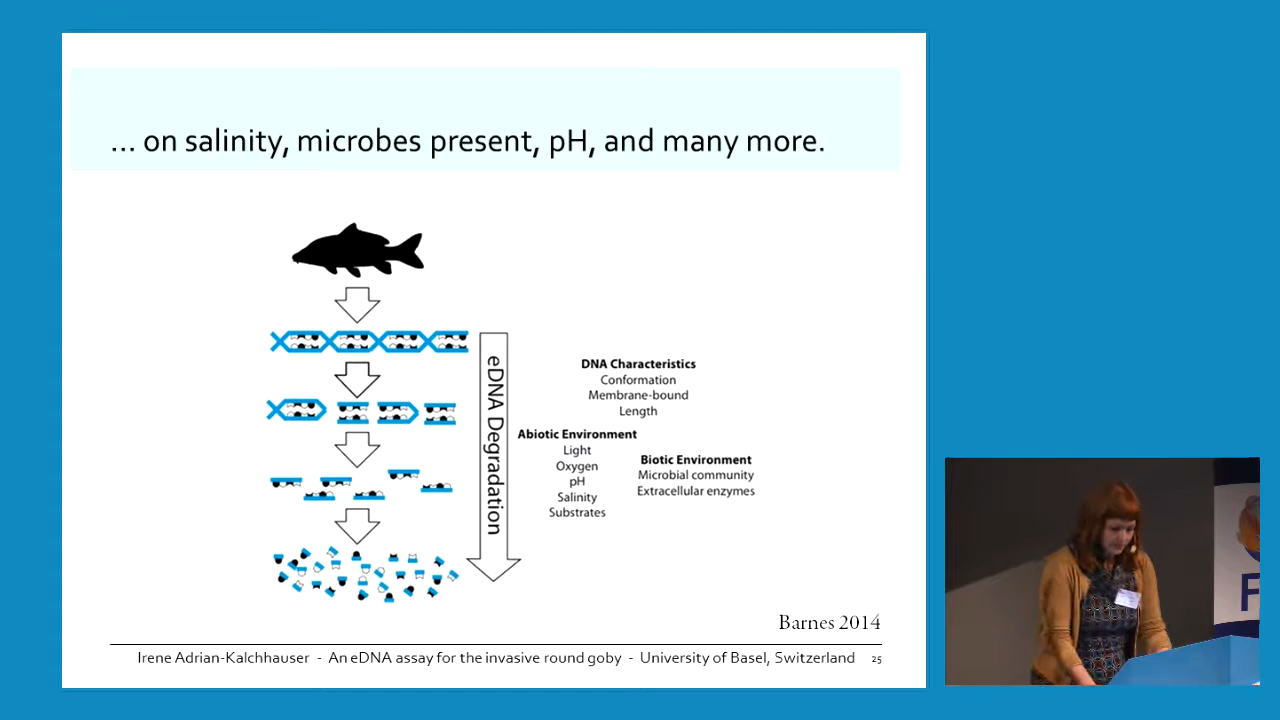 ... on salinity, microbes present, pH, and many more.
eDNA Degradation
DNA Characteristics
Conformation
Membrane-bound
Length
Abiotic Environment
Light
Oxygen
pH
Salinity
Substrates
Biotic Environment
Microbial community
Extracellular enzymes
Barnes 2014
Irene Adrian-Kalchhauser - An eDNA assay for the invasive round goby - University of Basel, Switzerland 25
F